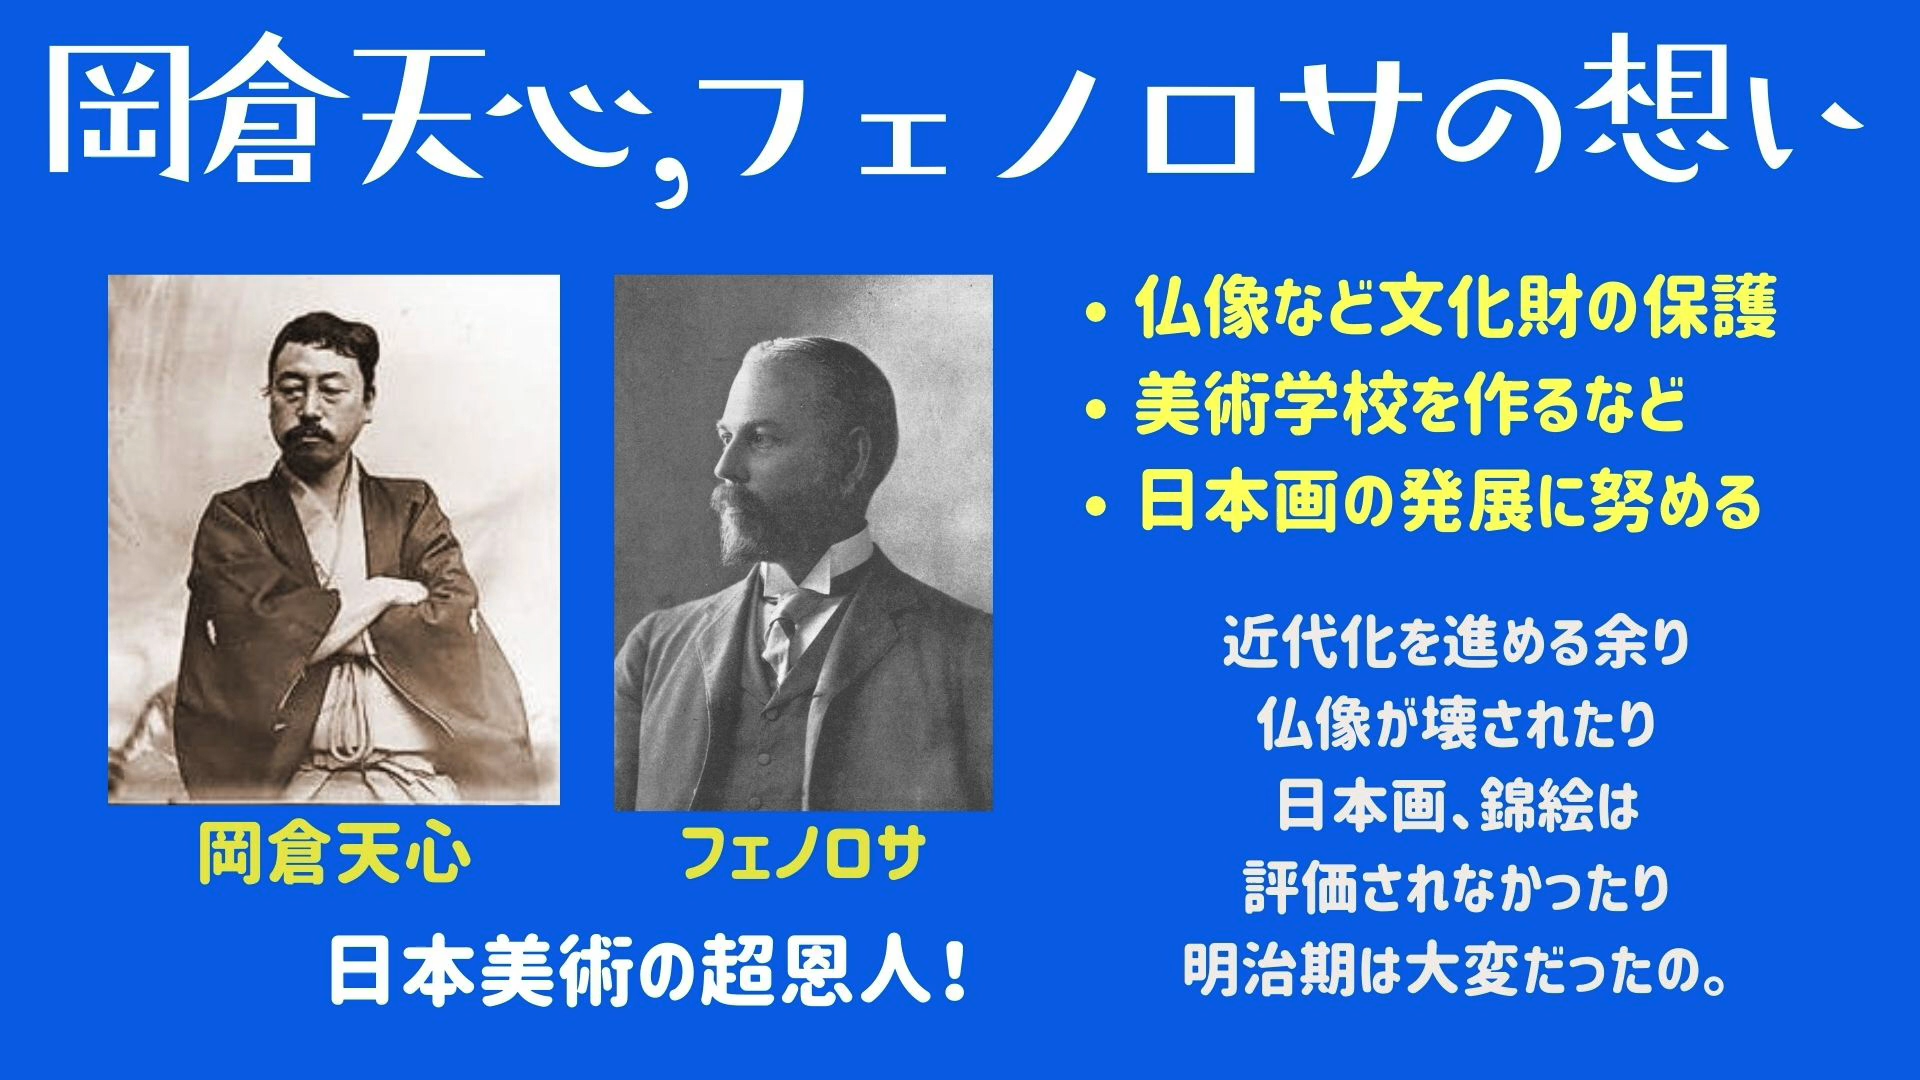 岡倉天心,フェノロサの想い
• 仏像など文化財の保護
• 美術学校を作るなど
• 日本画の発展に努める
近代化を進める余り
仏像が壊されたり
日本画、錦絵は
評価されなかったり
明治期は大変だったの。
岡倉天心
フェノロサ
日本美術の超恩人!